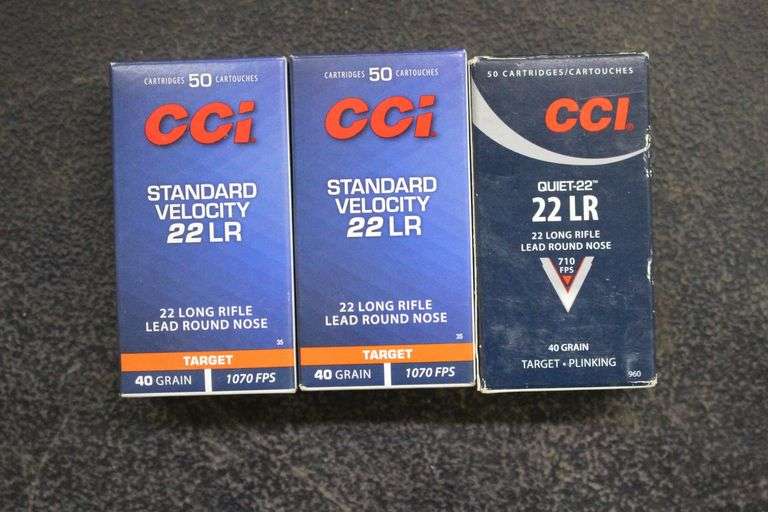 CARTRIDGES 50 CARTOUCHES
CCi
STANDARD
VELOCITY
22 LR
22 LONG RIFLE
LEAD ROUND NOSE
35
TARGET
40 GRAIN 1070 FPS
CARTRIDGES 50 CARTOUCHES
CCi
STANDARD
VELOCITY
22 LR
22 LONG RIFLE
LEAD ROUND NOSE
35
TARGET
40 GRAIN 1070 FPS
50 CARTRIDGES/CARTOUCHES
CCI
QUIET-22™
22 LR
22 LONG RIFLE
LEAD ROUND NOSE
710
FPS
40 GRAIN
TARGET • PLINKING
960